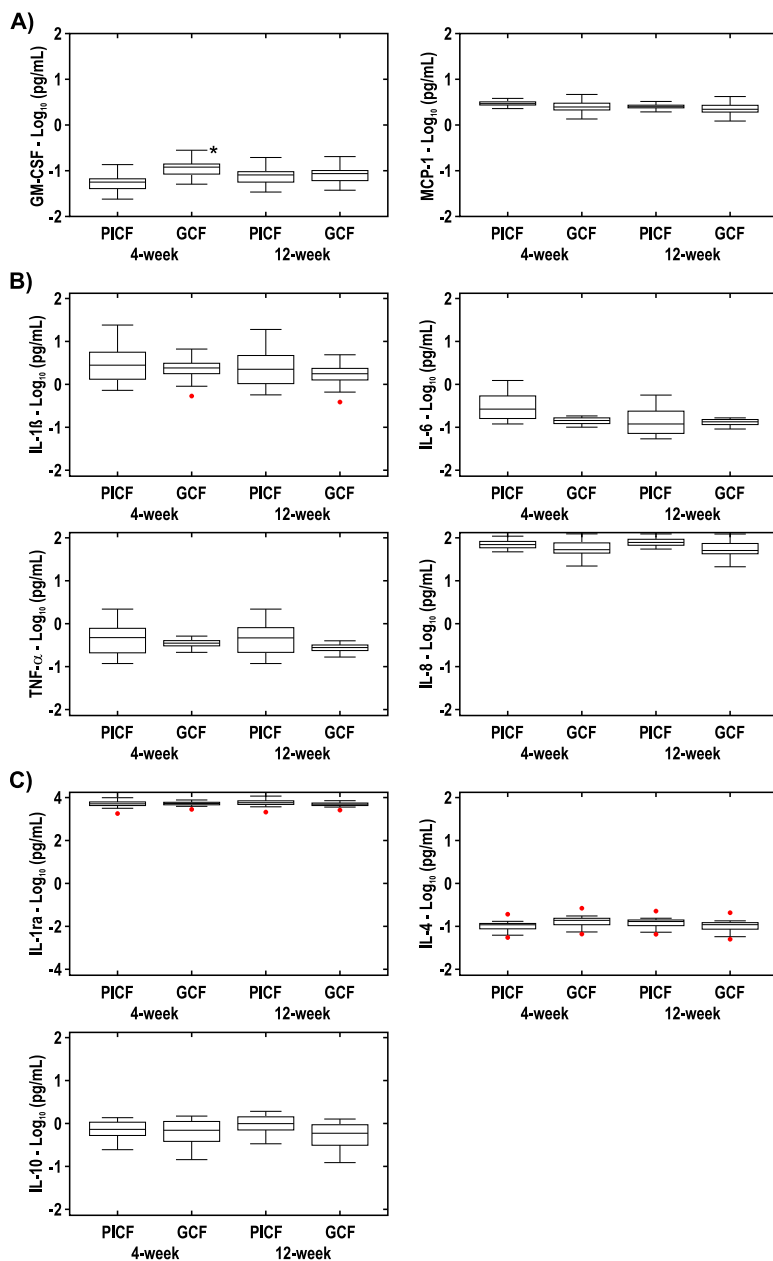 A)
GM-CSF - Log₁₀ (pg/mL)
2
1
0
-1
-2
*
PICF GCF PICF GCF
4-week 12-week
MCP-1 - Log₁₀ (pg/mL)
2
1
0
-1
-2
PICF GCF PICF GCF
4-week 12-week
B)
IL-1ß - Log₁₀ (pg/mL)
2
1
0
-1
-2
PICF GCF PICF GCF
4-week 12-week
IL-6 - Log₁₀ (pg/mL)
2
1
0
-1
-2
PICF GCF PICF GCF
4-week 12-week
TNF-α - Log₁₀ (pg/mL)
2
1
0
-1
-2
PICF GCF PICF GCF
4-week 12-week
IL-8 - Log₁₀ (pg/mL)
2
1
0
-1
-2
PICF GCF PICF GCF
4-week 12-week
C)
IL-1ra - Log₁₀ (pg/mL)
4
2
0
-2
-4
PICF GCF PICF GCF
4-week 12-week
IL-4 - Log₁₀ (pg/mL)
2
1
0
-1
-2
PICF GCF PICF GCF
4-week 12-week
IL-10 - Log₁₀ (pg/mL)
2
1
0
-1
-2
PICF GCF PICF GCF
4-week 12-week